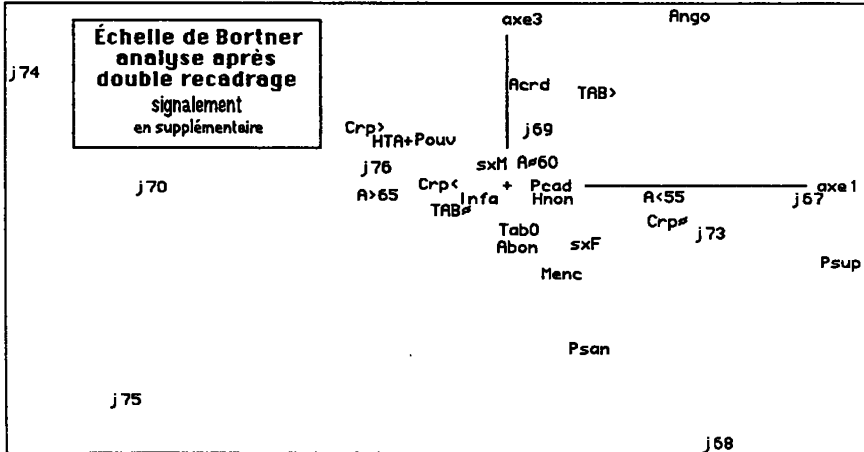 axe3
Ango
Échelle de Bortner
analyse après
double recadrage
signalement
en supplémentaire
j74
Acrd
TAB>
Crp>
j69
HTA+Pouv
j76
sxM
A#60
j70
A>65
Crp<
Infa
+
Pcad
Hnon
A<55
j67
axe1
TAB#
Crp#
j73
Tab0
Abon
sxF
Menc
Psup
Psan
j75
j68